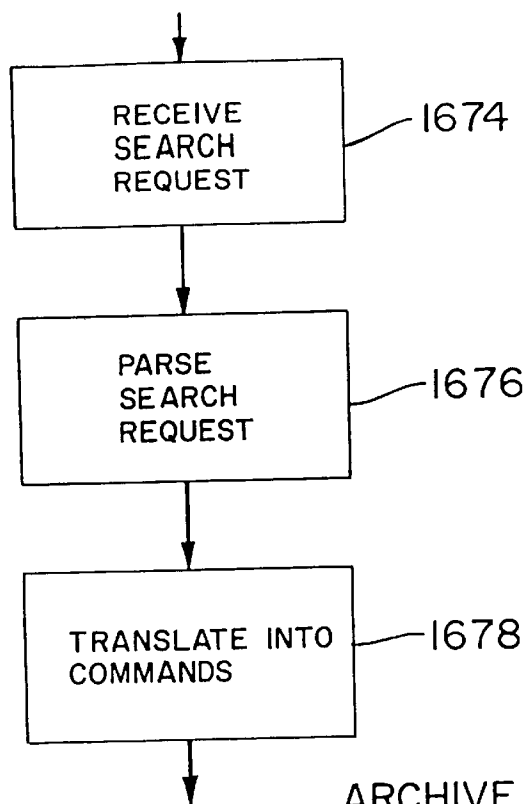 RECEIVE
SEARCH
REQUEST
1674
PARSE
SEARCH
REQUEST
1676
TRANSLATE INTO
COMMANDS
1678
ARCHIVE